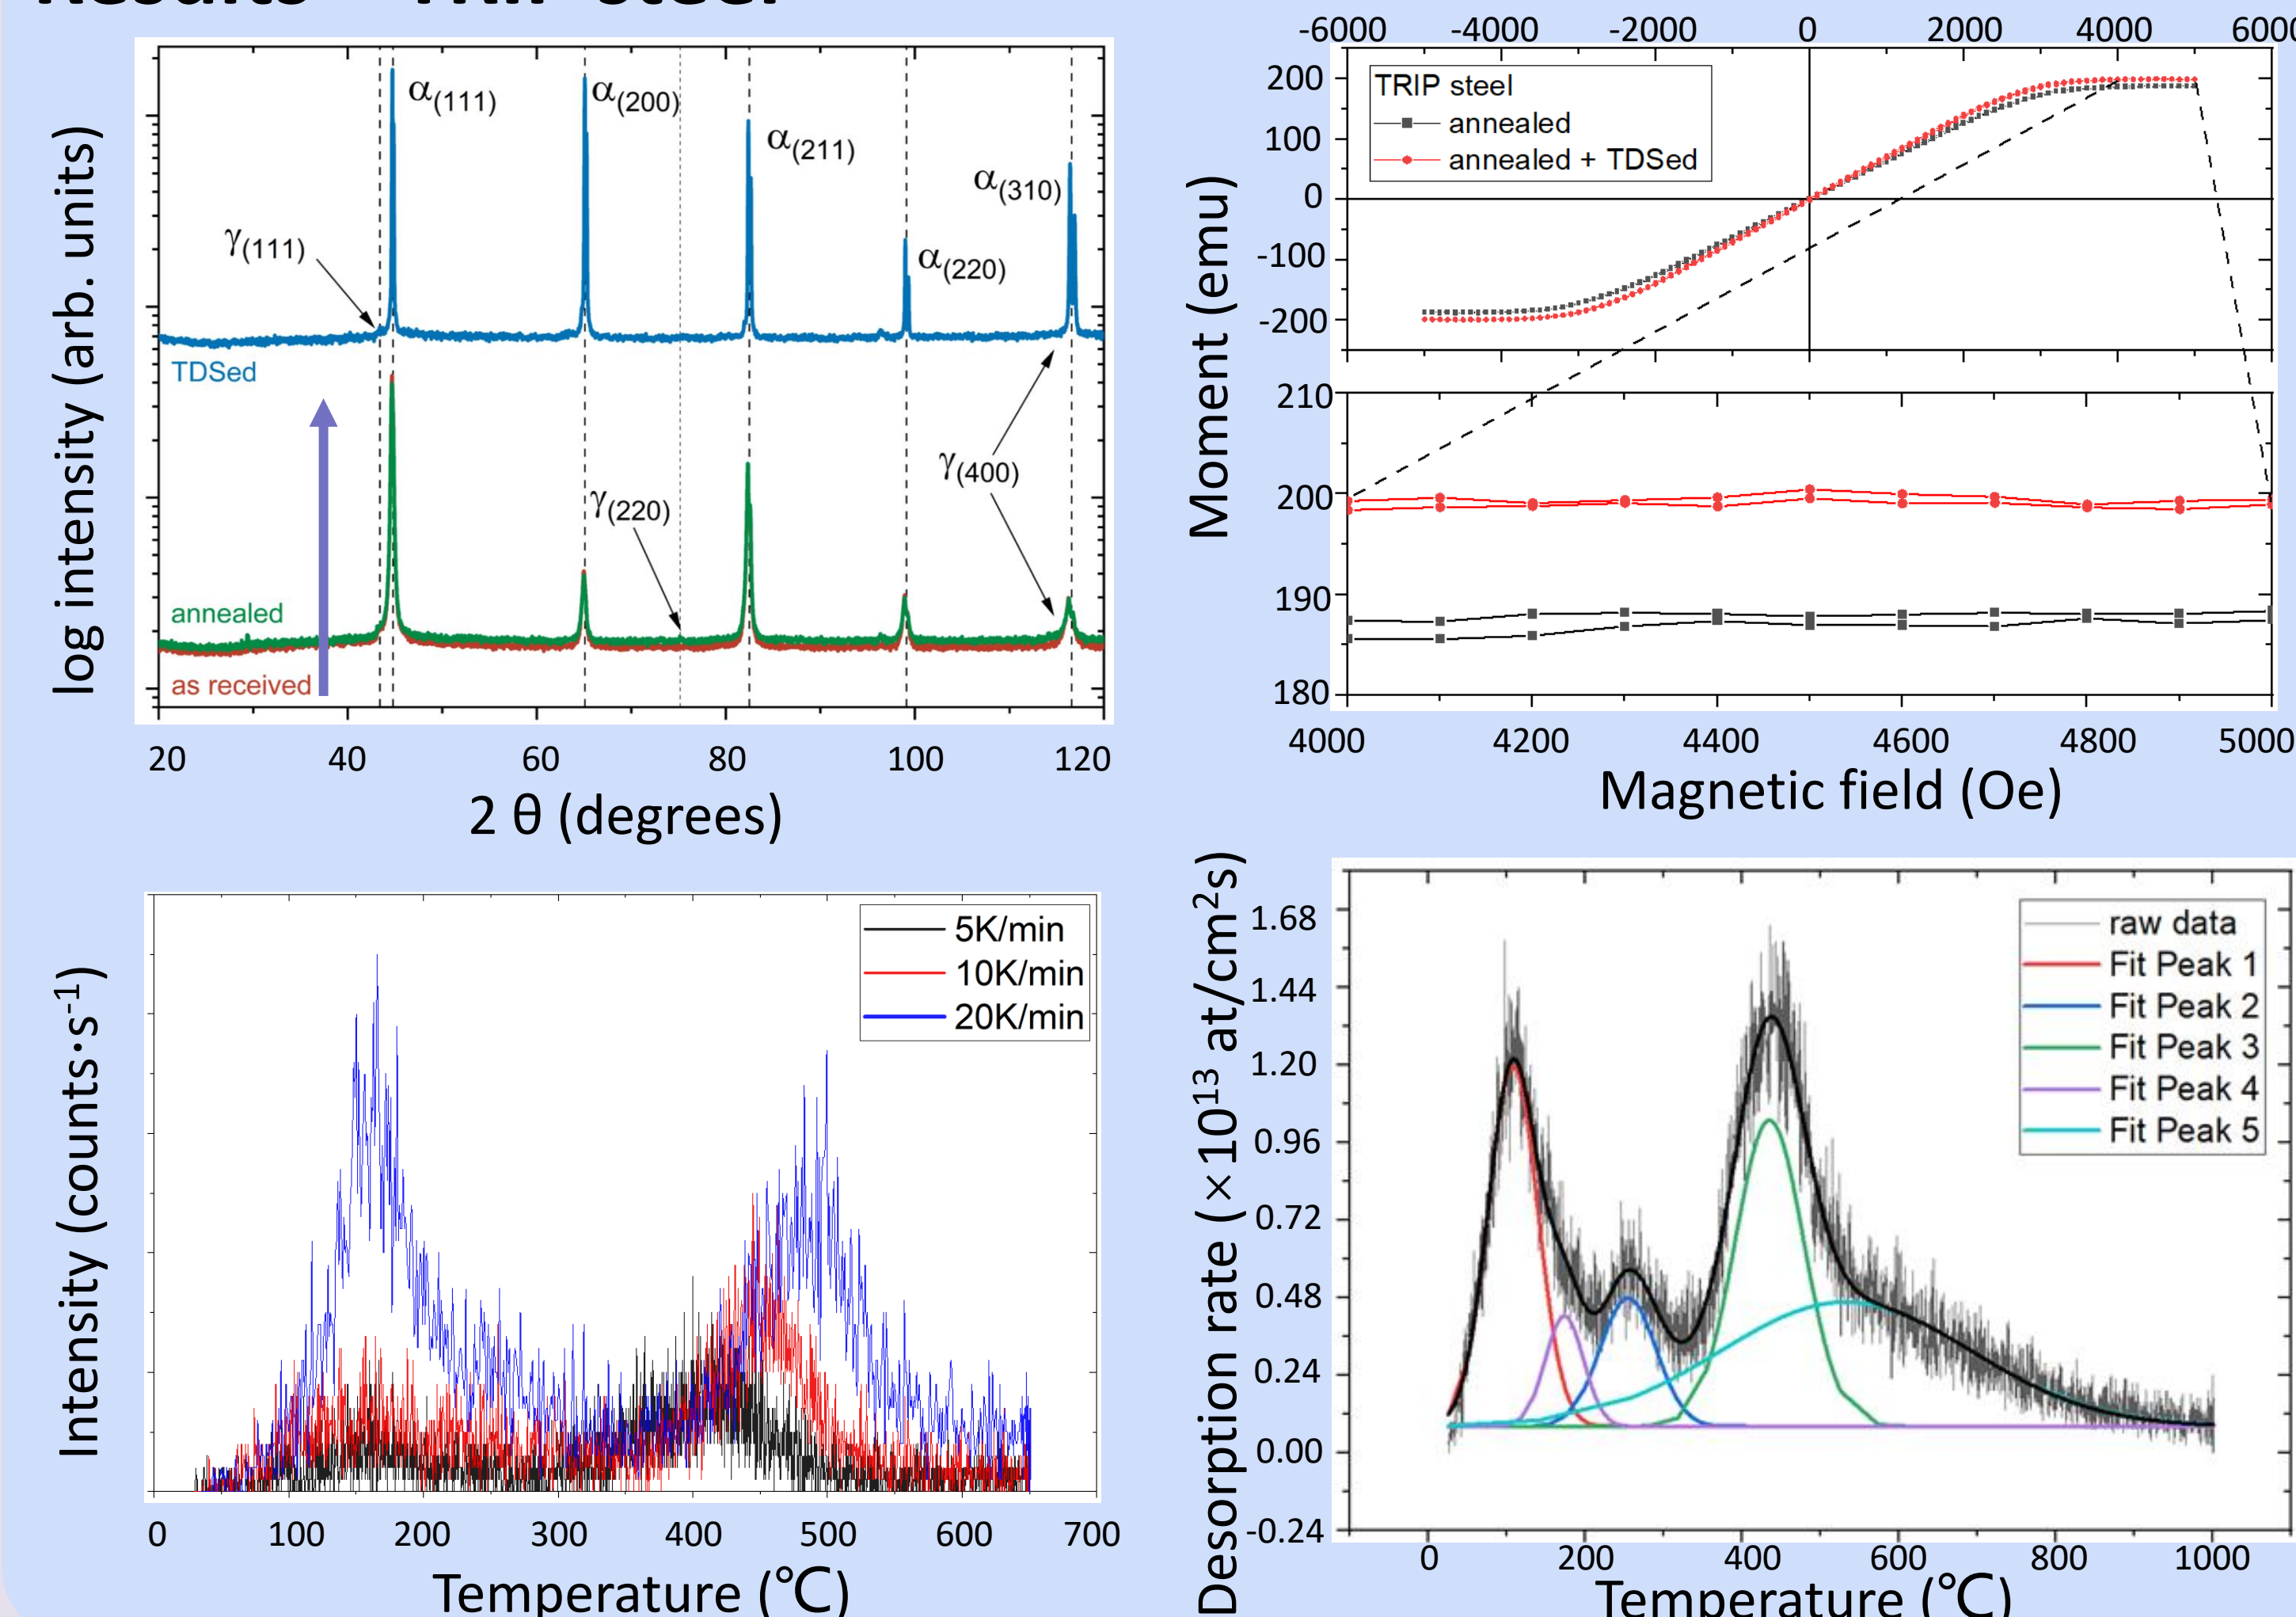 log intensity (arb. units)
α(111)
α(200)
α(211)
α(310)
γ(111)
α(220)
TDSed
γ(400)
γ(220)
annealed
as received
20 40 60 80 100 120
2 θ (degrees)
-6000 -4000 -2000 0 2000 4000
Moment (emu)
200
100
0
-100
-200
TRIP steel
annealed
annealed + TDSed
210
200
190
180
4000 4200 4400 4600 4800 5000
Magnetic field (Oe)
Intensity (counts·s⁻¹)
5K/min
10K/min
20K/min
0 100 200 300 400 500 600 700
Temperature (℃)
Desorption rate (×10¹³ at/cm²s)
1.68
1.44
1.20
0.96
0.72
0.48
0.24
0.00
-0.24
raw data
Fit Peak 1
Fit Peak 2
Fit Peak 3
Fit Peak 4
Fit Peak 5
0 200 400 600 800 1000
Temperature (℃)